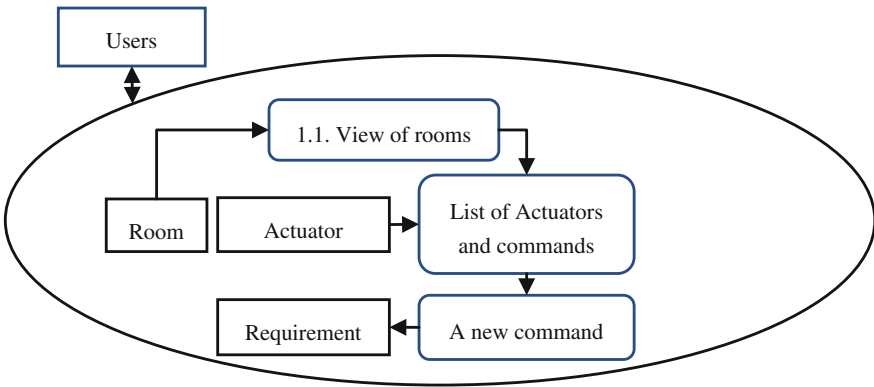 Users
1.1. View of rooms
Room
Actuator
List of Actuators
and commands
Requirement
A new command